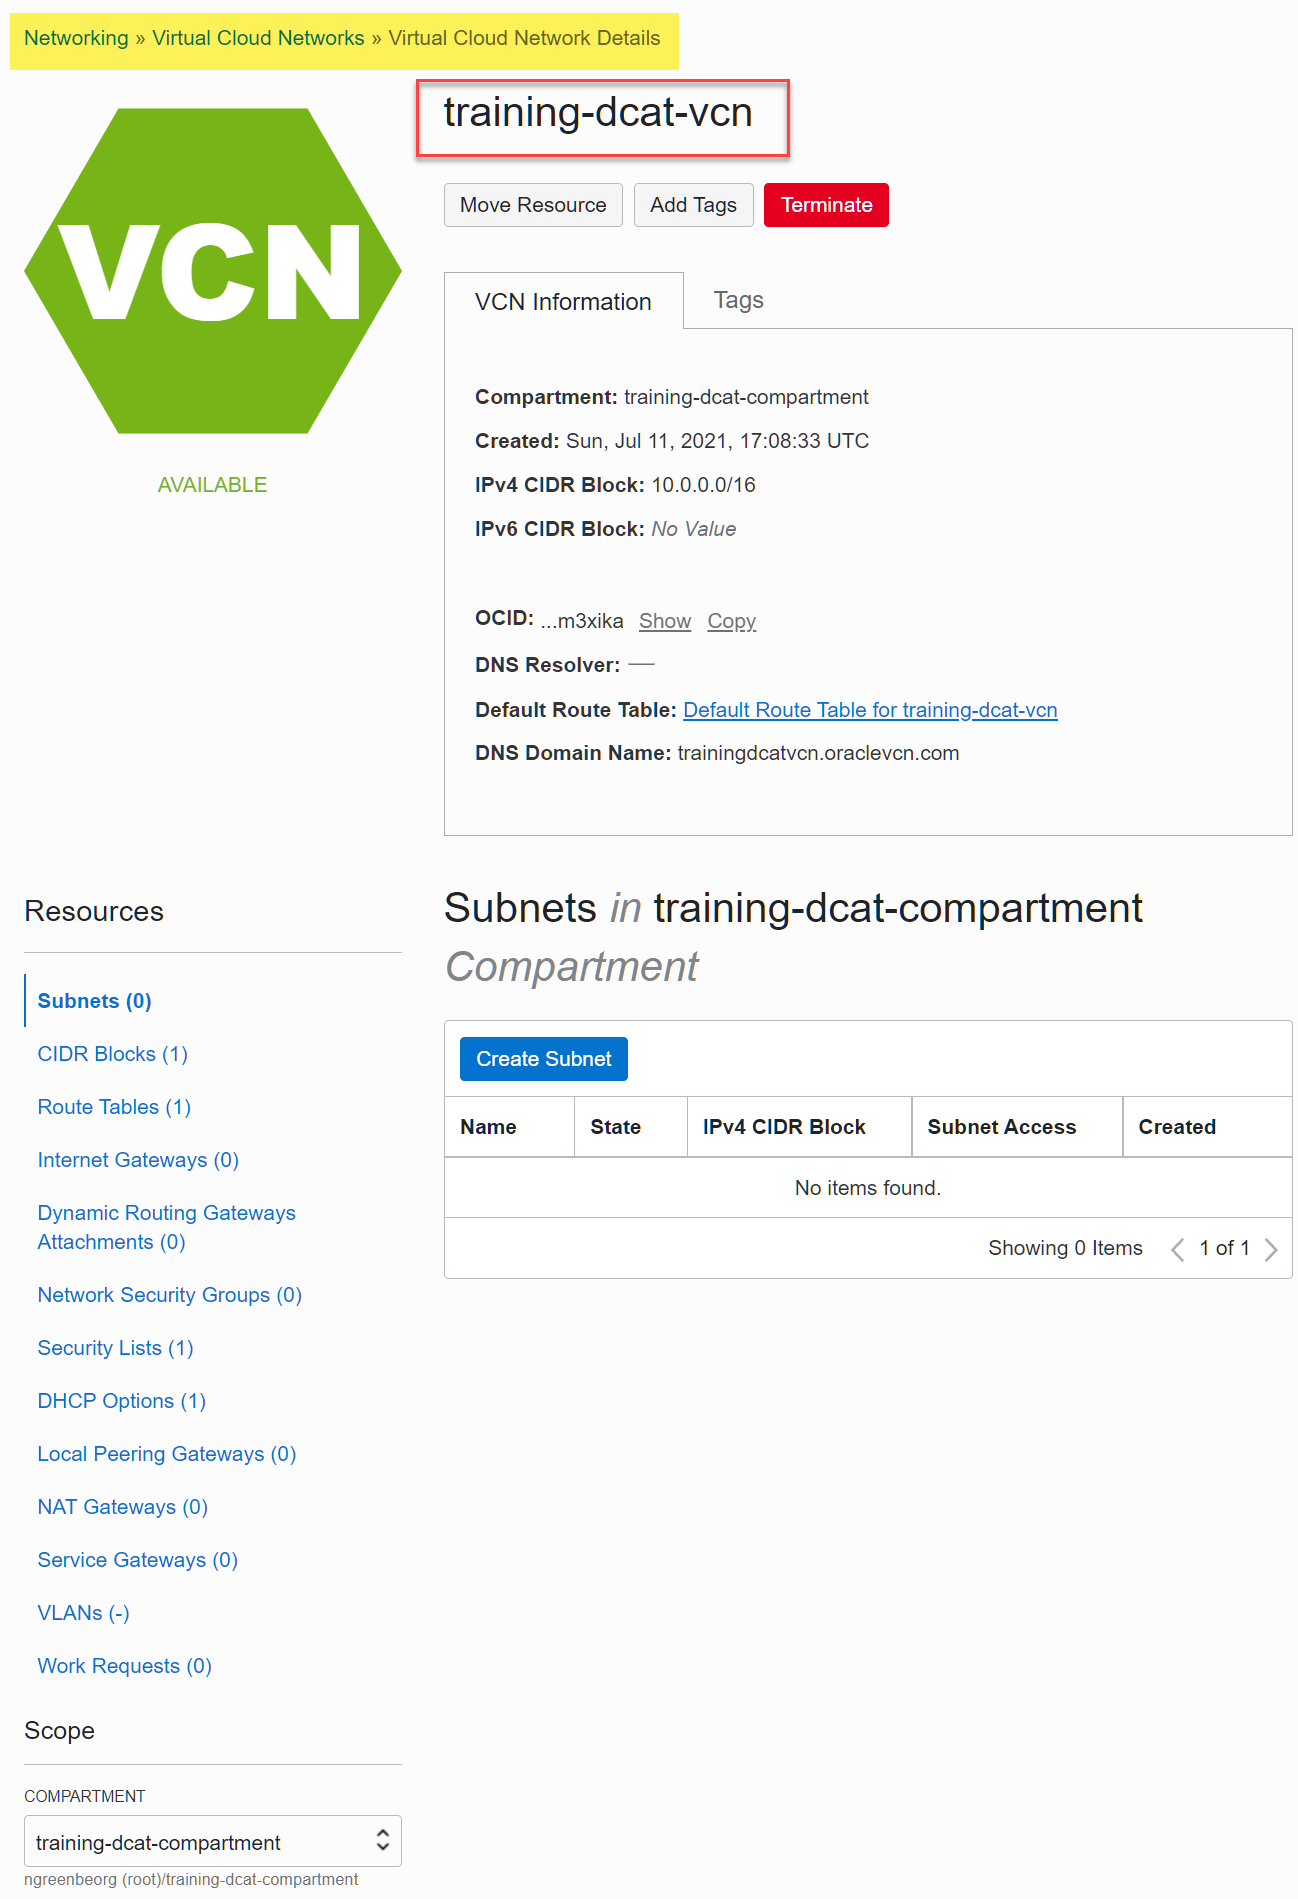 Networking » Virtual Cloud Networks » Virtual Cloud Network Details
VCN
AVAILABLE
training-dcat-vcn
Move Resource Add Tags Terminate
VCN Information Tags
Compartment: training-dcat-compartment
Created: Sun, Jul 11, 2021, 17:08:33 UTC
IPv4 CIDR Block: 10.0.0.0/16
IPv6 CIDR Block: No Value
OCID: ...m3xika Show Copy
DNS Resolver: —
Default Route Table: Default Route Table for training-dcat-vcn
DNS Domain Name: trainingdcatvcn.oraclevcn.com
Resources
Subnets (0)
CIDR Blocks (1)
Route Tables (1)
Internet Gateways (0)
Dynamic Routing Gateways
Attachments (0)
Network Security Groups (0)
Security Lists (1)
DHCP Options (1)
Local Peering Gateways (0)
NAT Gateways (0)
Service Gateways (0)
VLANs (-)
Work Requests (0)
Scope
COMPARTMENT
training-dcat-compartment
ngreenbeorg (root)/training-dcat-compartment
Subnets in training-dcat-compartment
Compartment
Create Subnet
Name State IPv4 CIDR Block Subnet Access Created
No items found.
Showing 0 Items 1 of 1